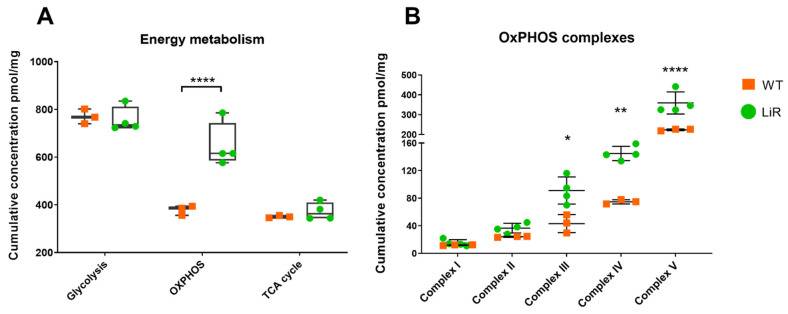 A
Energy metabolism
Cumulative concentration pmol/mg
1000
800
600
400
200
****
Glycolysis
OXPHOS
TCA cycle
B
OxPHOS complexes
Cumulative concentration pmol/mg
600
500
400
300
200
160
120
80
40
0
*
**
****
Complex I
Complex II
Complex III
Complex IV
Complex V
WT
LiR